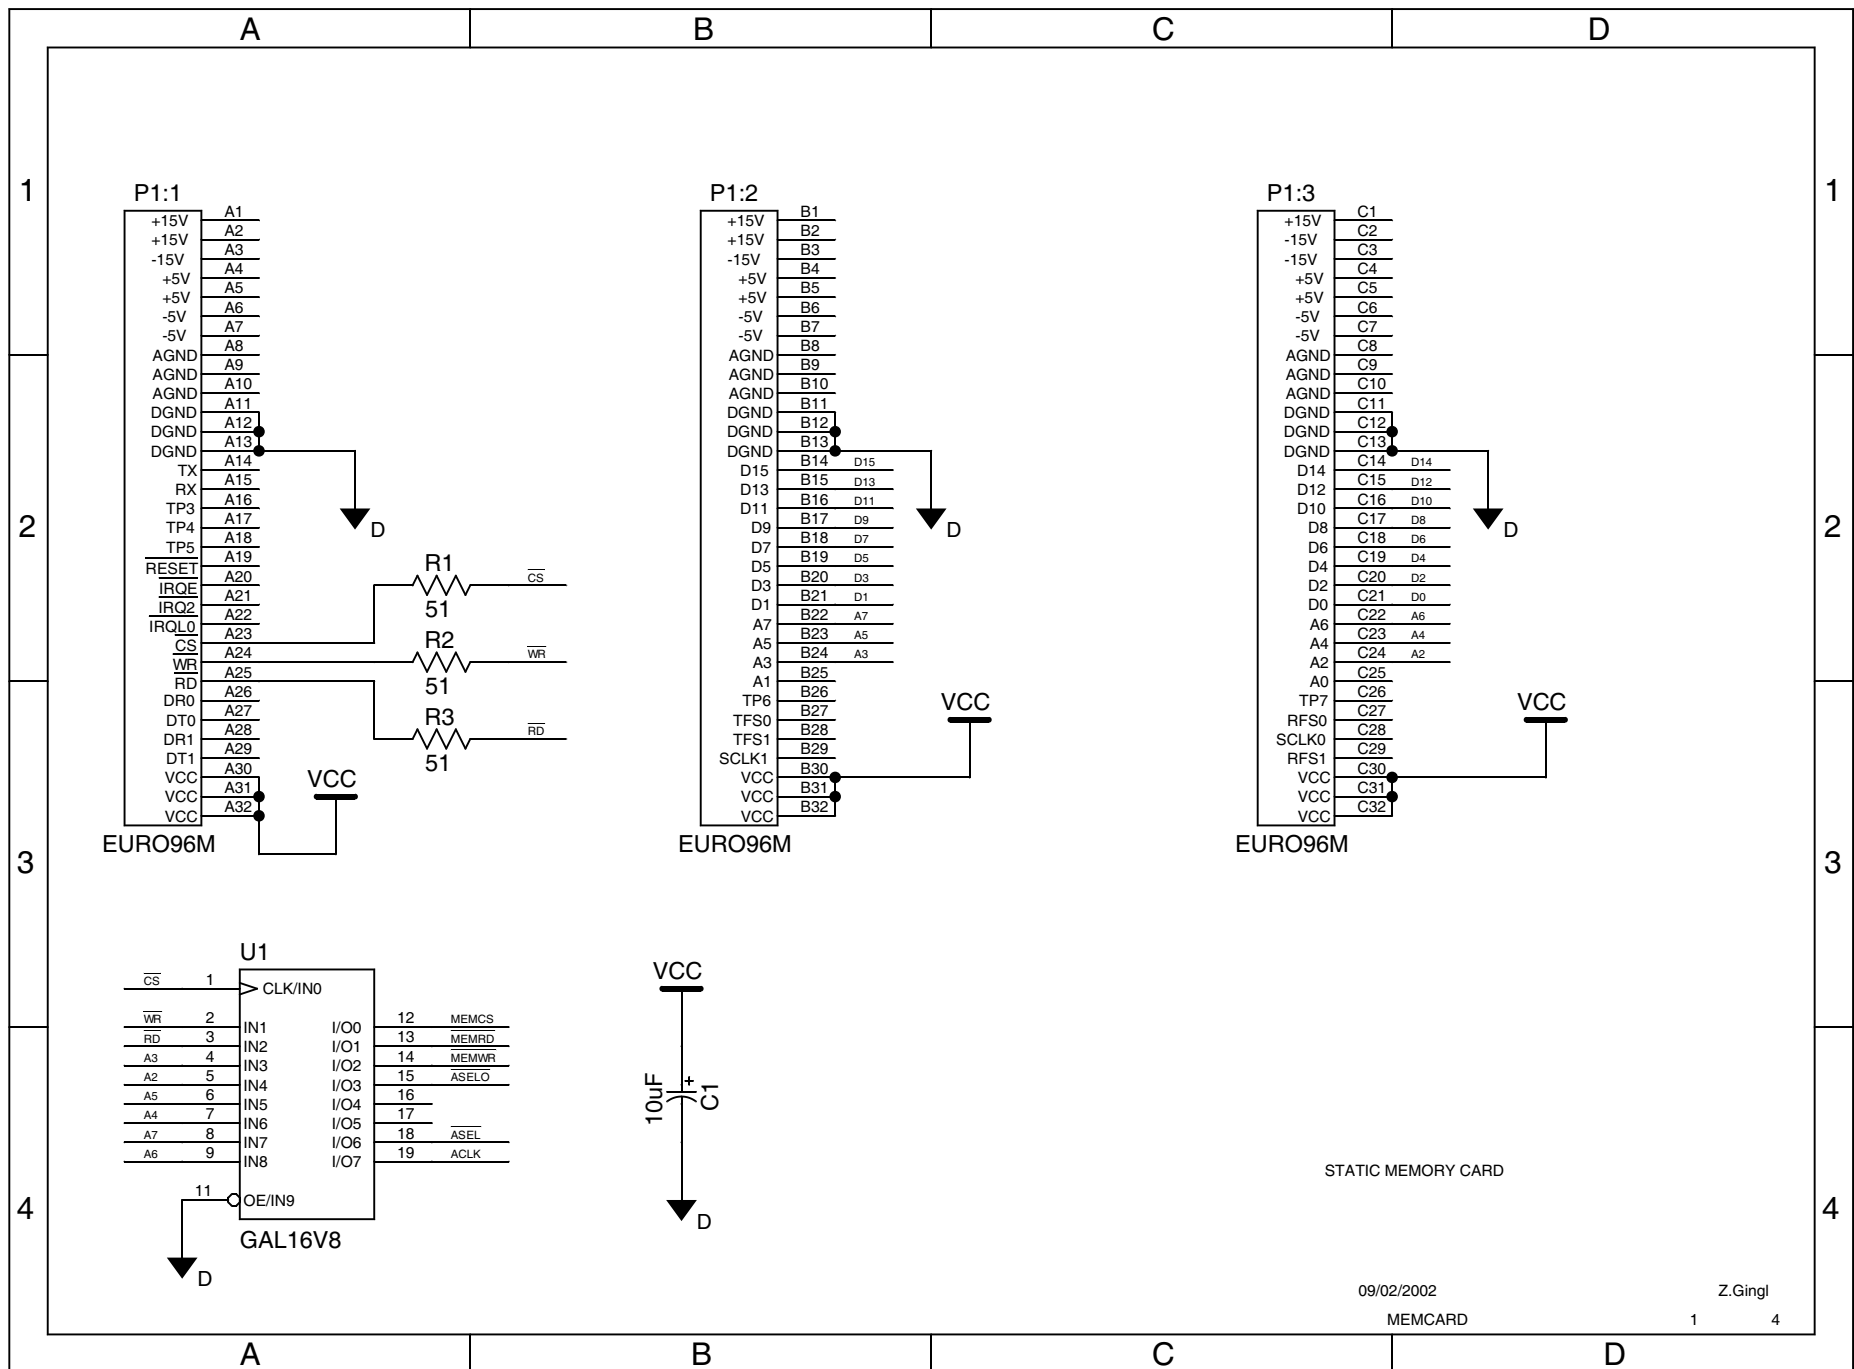 A B C D
1 1
P1:1 P1:2 P1:3
+15V A1 +15V B1 +15V C1
+15V A2 +15V B2 -15V C2
-15V A3 -15V B3 -15V C3
+5V A4 +5V B4 +5V C4
+5V A5 +5V B5 +5V C5
-5V A6 -5V B6 -5V C6
-5V A7 -5V B7 -5V C7
AGND A8 AGND B8 AGND C8
AGND A9 AGND B9 AGND C9
AGND A10 AGND B10 AGND C10
DGND A11 DGND B11 DGND C11
DGND A12 DGND B12 DGND C12
DGND A13 DGND B13 DGND C13
TX A14 D15 B14 D15 D14 C14 D14
RX A15 D13 B15 D13 D12 C15 D12
TP3 A16 D11 B16 D11 D10 C16 D10
2 TP4 A17 D D9 B17 D9 D D8 C17 D8 D 2
TP5 A18 D7 B18 D7 D6 C18 D6
RESET A19 D5 B19 D5 D4 C19 D4
IRQE A20 R1 51 CS D3 B20 D3 D2 C20 D2
IRQ2 A21 D1 B21 D1 D0 C21 D0
IRQL0 A22 A7 B22 A7 A6 C22 A6
CS A23 A5 B23 A5 A4 C23 A4
WR A24 R2 51 WR A3 B24 A3 A2 C24 A2
RD A25 A1 B25 A0 C25
DR0 A26 TP6 B26 VCC TP7 C26 VCC
DT0 A27 R3 51 RD TFS0 B27 RFS0 C27
DR1 A28 TFS1 B28 SCLK0 C28
DT1 A29 SCLK1 B29 RFS1 C29
VCC A30 VCC VCC B30 VCC C30
VCC A31 VCC B31 VCC C31
VCC A32 VCC B32 VCC C32
EURO96M EURO96M EURO96M
3 3
U1
CS 1 CLK/IN0
WR 2 IN1 I/O0 12 MEMCS
RD 3 IN2 I/O1 13 MEMRD
A3 4 IN3 I/O2 14 MEMWR
A2 5 IN4 I/O3 15 ASELO
A5 6 IN5 I/O4 16
A4 7 IN6 I/O5 17
A7 8 IN7 I/O6 18 ASEL
A6 9 IN8 I/O7 19 ACLK
11 OE/IN9
GAL16V8
D
VCC
10uF + C1
D
STATIC MEMORY CARD
4 4
09/02/2002 Z.Gingl
MEMCARD 1 4
A B C D